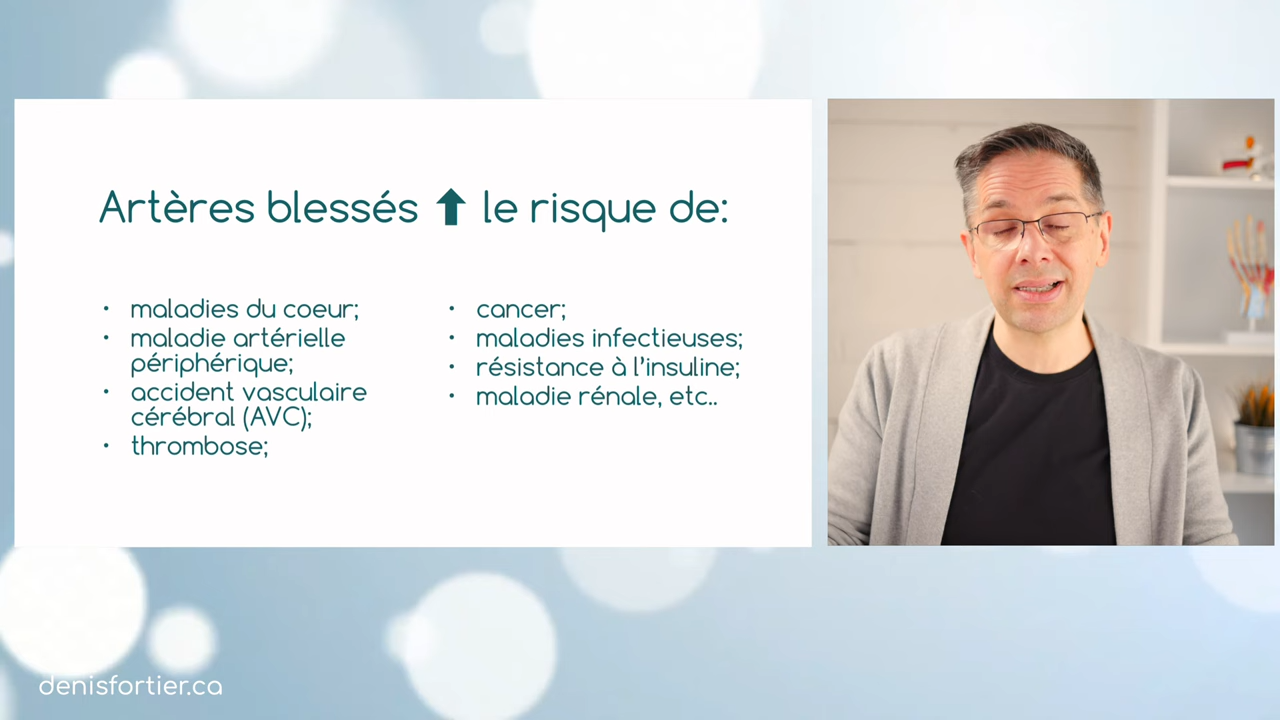 Artères blessés ⬆ le risque de:
• maladies du coeur;
• maladie artérielle
périphérique;
• accident vasculaire
cérébral (AVC);
• thrombose;
• cancer;
• maladies infectieuses;
• résistance à l'insuline;
• maladie rénale, etc..
denisfortier.ca